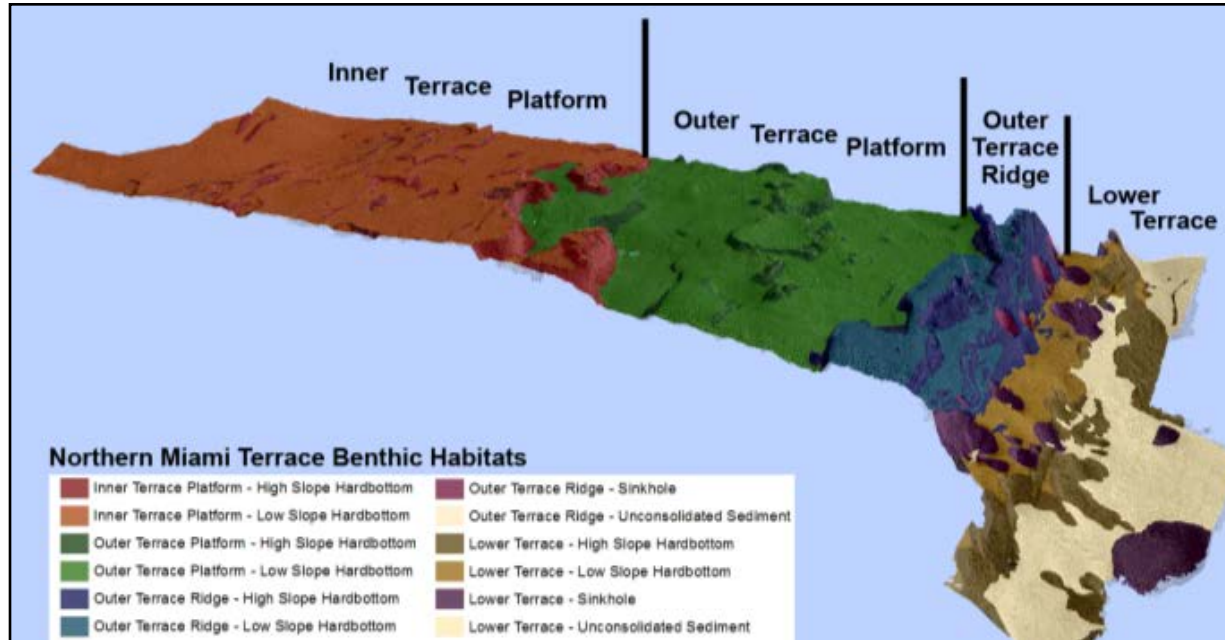 Inner Terrace Platform
Outer Terrace Platform
Outer
Terrace
Ridge
Lower
Terrace
Northern Miami Terrace Benthic Habitats
Inner Terrace Platform - High Slope Hardbottom
Inner Terrace Platform - Low Slope Hardbottom
Outer Terrace Platform - High Slope Hardbottom
Outer Terrace Platform - Low Slope Hardbottom
Outer Terrace Ridge - High Slope Hardbottom
Outer Terrace Ridge - Low Slope Hardbottom
Outer Terrace Ridge - Sinkhole
Outer Terrace Ridge - Unconsolidated Sediment
Lower Terrace - High Slope Hardbottom
Lower Terrace - Low Slope Hardbottom
Lower Terrace - Sinkhole
Lower Terrace - Unconsolidated Sediment